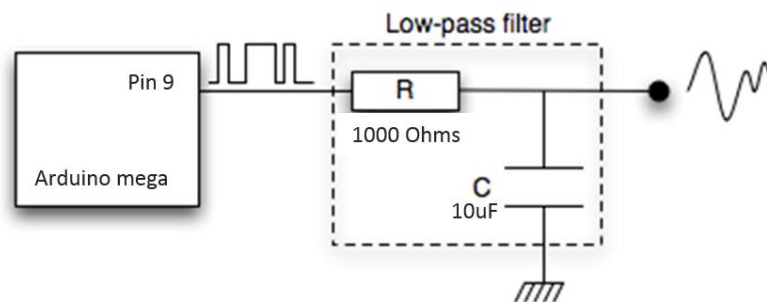 Low-pass filter
Pin 9
R
1000 Ohms
Arduino mega
C
10uF